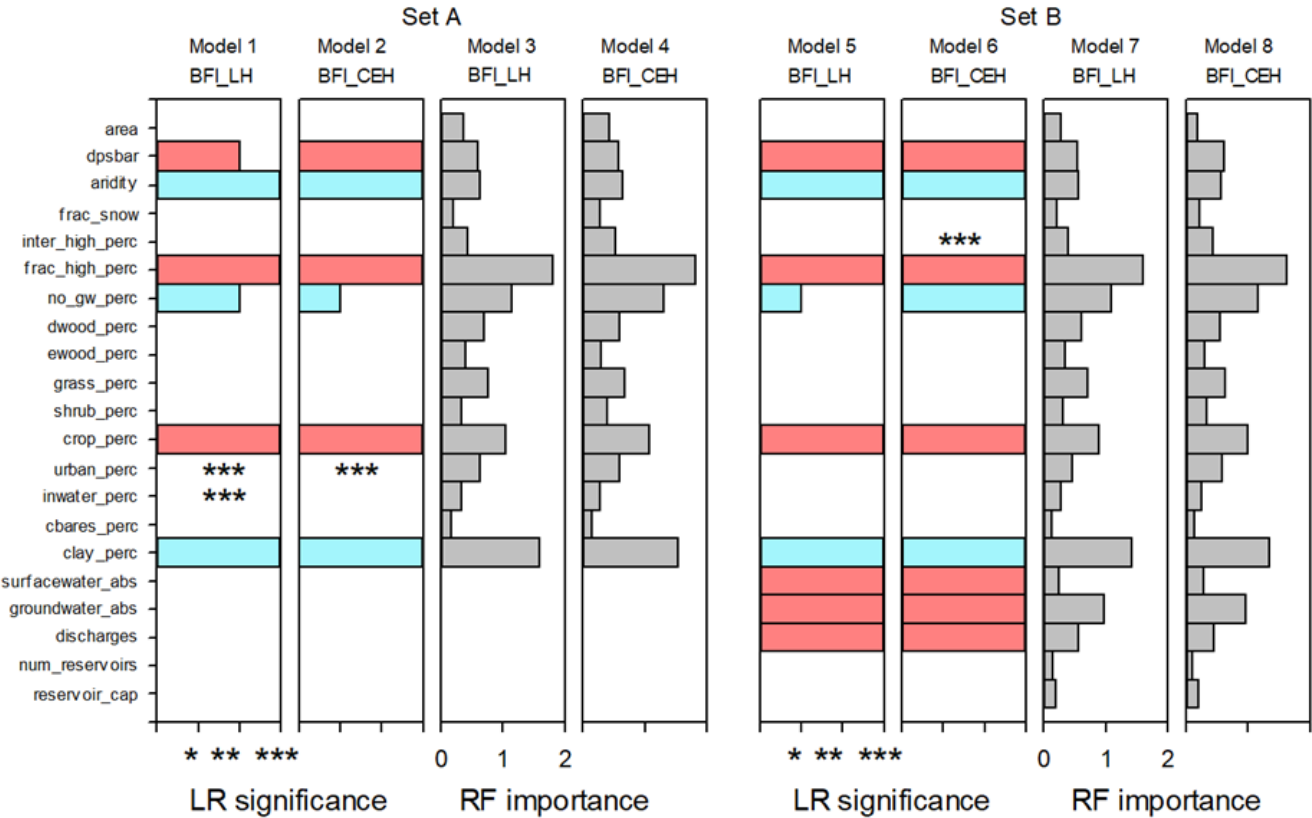 Set A Set B
Model 1 Model 2 Model 3 Model 4 Model 5 Model 6 Model 7 Model 8
BFI_LH BFI_CEH BFI_LH BFI_CEH BFI_LH BFI_CEH BFI_LH BFI_CEH
area
dpsbar
aridity
frac_snow
inter_high_perc ***
frac_high_perc
no_gw_perc
dwood_perc
ewood_perc
grass_perc
shrub_perc
crop_perc
urban_perc *** ***
inwater_perc ***
cbares_perc
clay_perc
surfacewater_abs
groundwater_abs
discharges
num_reservoirs
reservoir_cap
* ** *** 0 1 2 * ** *** 0 1 2
LR significance RF importance LR significance RF importance